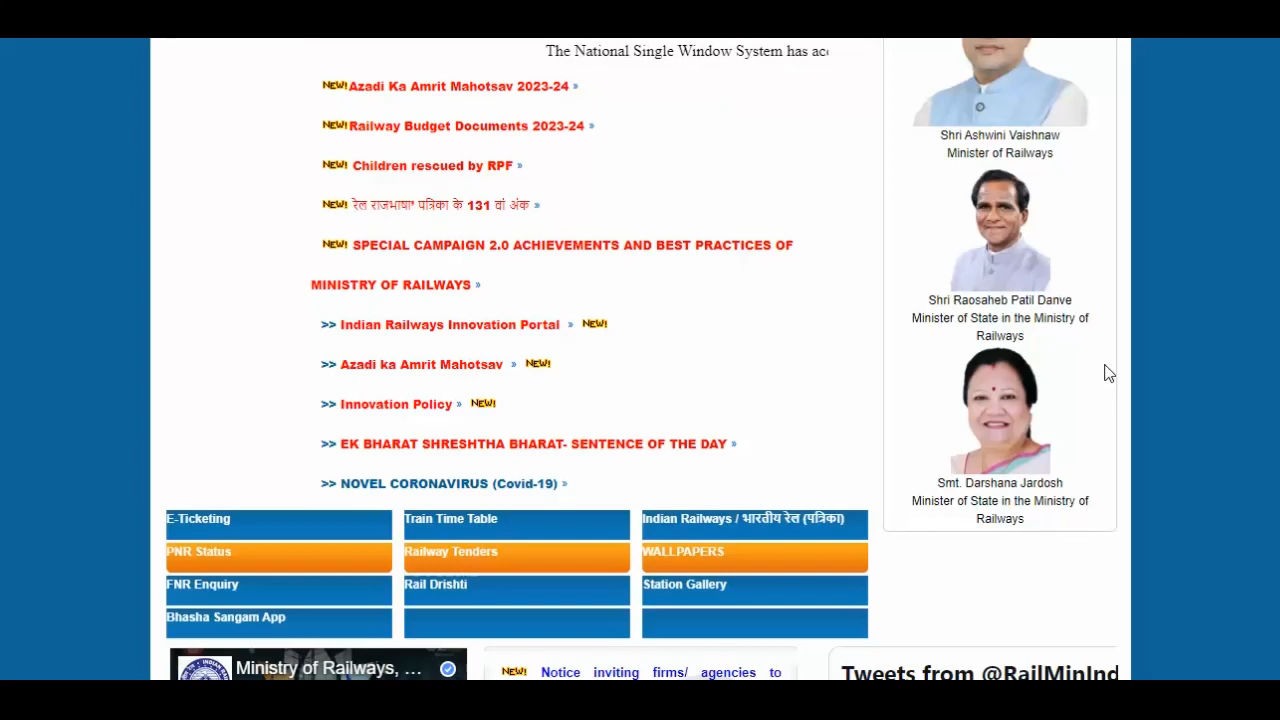 The National Single Window System has
NEW! Azadi Ka Amrit Mahotsav 2023-24 »
NEW! Railway Budget Documents 2023-24 »
NEW! Children rescued by RPF »
NEW! रेल राजभाषा' पत्रिका के 131 वां अंक »
NEW! SPECIAL CAMPAIGN 2.0 ACHIEVEMENTS AND BEST PRACTICES OF
MINISTRY OF RAILWAYS »
>> Indian Railways Innovation Portal » NEW!
>> Azadi ka Amrit Mahotsav » NEW!
>> Innovation Policy » NEW!
>> EK BHARAT SHRESHTHA BHARAT- SENTENCE OF THE DAY »
>> NOVEL CORONAVIRUS (Covid-19) »
Shri Ashwini Vaishnaw
Minister of Railways
Shri Raosaheb Patil Danve
Minister of State in the Ministry of
Railways
Smt. Darshana Jardosh
Minister of State in the Ministry of
Railways
E-Ticketing Train Time Table Indian Railways / भारतीय रेल (पत्रिका)
PNR Status Railway Tenders WALLPAPERS
FNR Enquiry Rail Drishti Station Gallery
Bhasha Sangam App
Ministry of Railways, ...
NEW! Notice inviting firms/ agencies to
Tweets from @RailMinInd